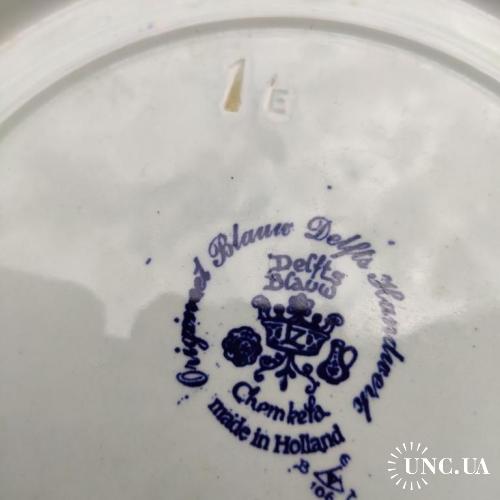 1 E
Origineel Blauw Delfts Handwerk
Delfts
Blauw
Z
Chemkefa
made in Holland
UNC.UA